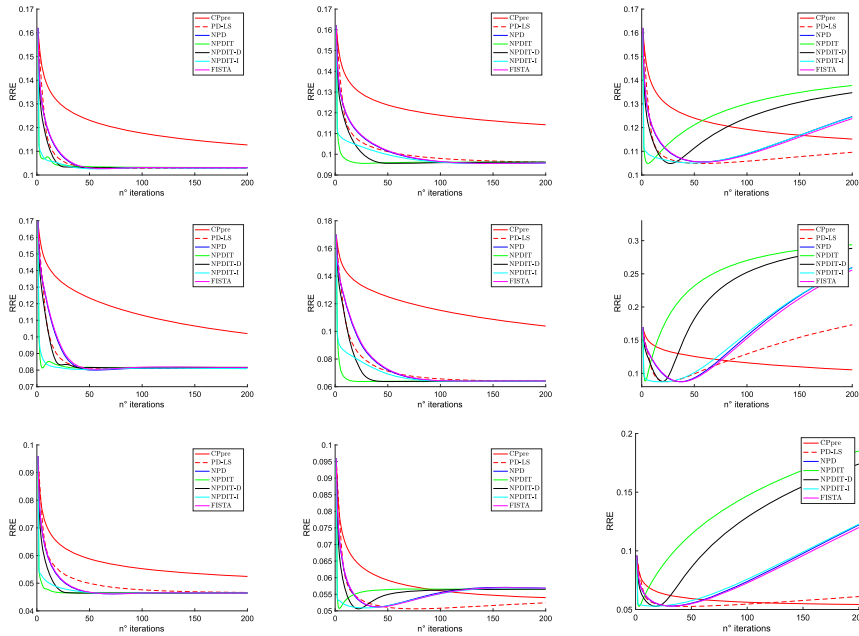 0.17
0.16
0.15
0.14
0.13
0.12
0.11
0.1
RRE
0 50 100 150 200
n° iterations
CPpre
PD-LS
NPD
NPDIT
NPDIT-D
NPDIT-I
FISTA
0.17
0.16
0.15
0.14
0.13
0.12
0.11
0.1
0.09
RRE
0 50 100 150 200
n° iterations
CPpre
PD-LS
NPD
NPDIT
NPDIT-D
NPDIT-I
FISTA
0.17
0.16
0.15
0.14
0.13
0.12
0.11
0.1
RRE
0 50 100 150 200
n° iterations
CPpre
PD-LS
NPD
NPDIT
NPDIT-D
NPDIT-I
FISTA
0.17
0.16
0.15
0.14
0.13
0.12
0.11
0.1
0.09
0.08
0.07
RRE
0 50 100 150 200
n° iterations
CPpre
PD-LS
NPD
NPDIT
NPDIT-D
NPDIT-I
FISTA
0.18
0.16
0.14
0.12
0.1
0.08
0.06
RRE
0 50 100 150 200
n° iterations
CPpre
PD-LS
NPD
NPDIT
NPDIT-D
NPDIT-I
FISTA
0.3
0.25
0.2
0.15
0.1
RRE
0 50 100 150 200
n° iterations
CPpre
PD-LS
NPD
NPDIT
NPDIT-D
NPDIT-I
FISTA
0.1
0.09
0.08
0.07
0.06
0.05
0.04
RRE
0 50 100 150 200
n° iterations
CPpre
PD-LS
NPD
NPDIT
NPDIT-D
NPDIT-I
FISTA
0.1
0.095
0.09
0.085
0.08
0.075
0.07
0.065
0.06
0.055
0.05
RRE
0 50 100 150 200
n° iterations
CPpre
PD-LS
NPD
NPDIT
NPDIT-D
NPDIT-I
FISTA
0.2
0.15
0.1
0.05
RRE
0 50 100 150 200
n° iterations
CPpre
PD-LS
NPD
NPDIT
NPDIT-D
NPDIT-I
FISTA